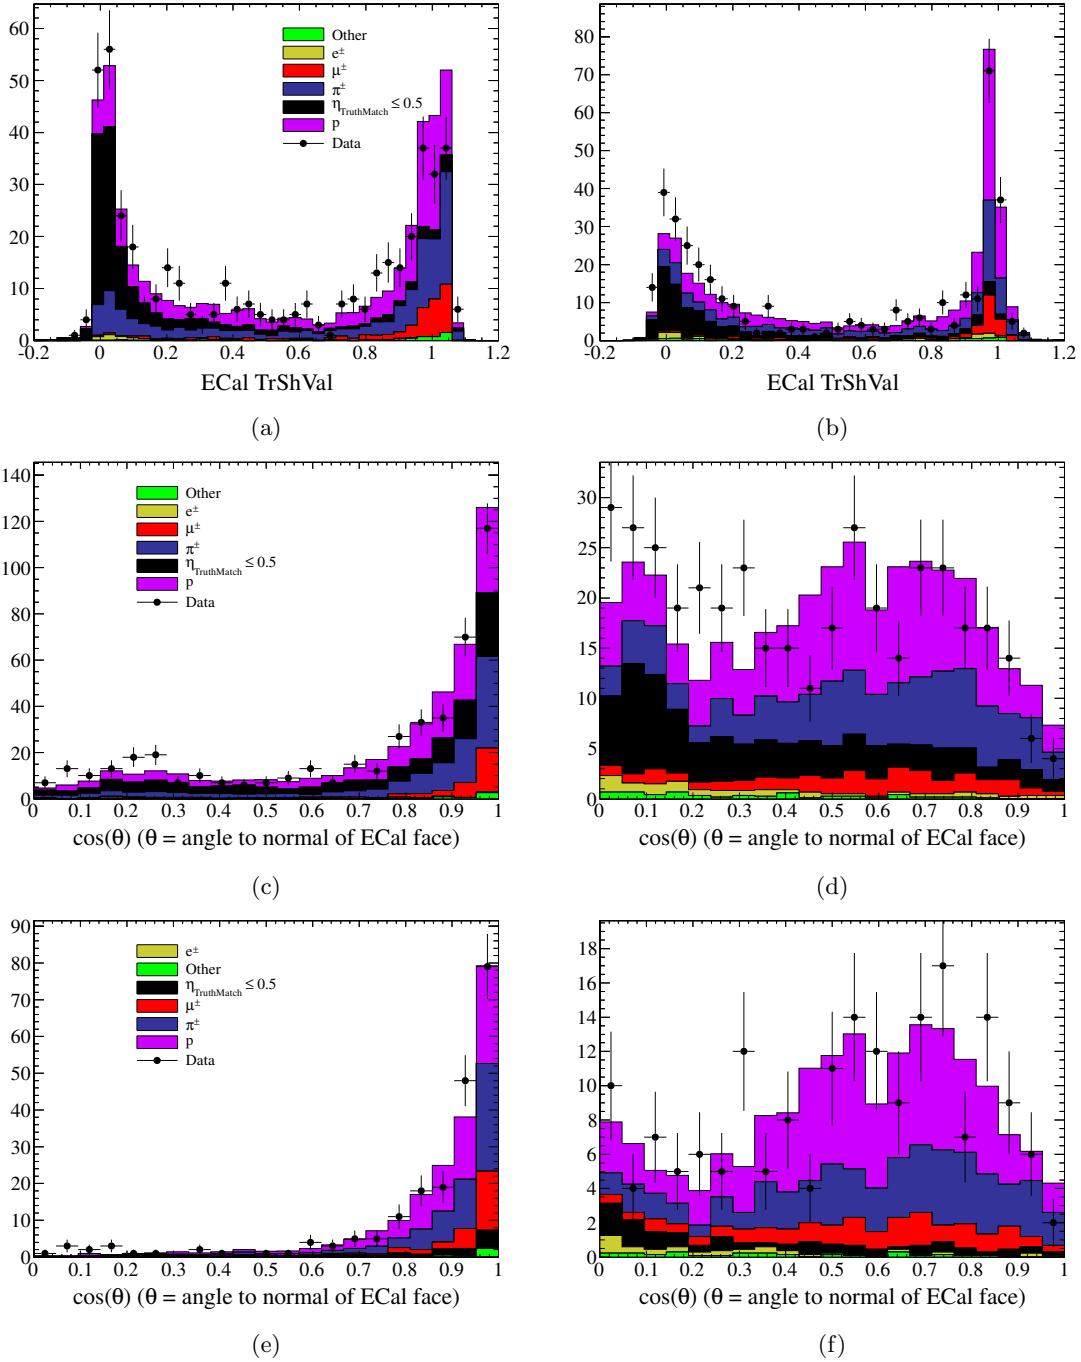 60
50
40
30
20
10
0
-0.2 0 0.2 0.4 0.6 0.8 1 1.2
ECal TrShVal
Other
e±
μ±
π±
η_TruthMatch ≤ 0.5
p
Data
(a)
80
70
60
50
40
30
20
10
0
-0.2 0 0.2 0.4 0.6 0.8 1 1.2
ECal TrShVal
(b)
140
120
100
80
60
40
20
0
0 0.1 0.2 0.3 0.4 0.5 0.6 0.7 0.8 0.9 1
cos(θ) (θ = angle to normal of ECal face)
Other
e±
μ±
π±
η_TruthMatch ≤ 0.5
p
Data
(c)
30
25
20
15
10
5
0
0 0.1 0.2 0.3 0.4 0.5 0.6 0.7 0.8 0.9 1
cos(θ) (θ = angle to normal of ECal face)
(d)
90
80
70
60
50
40
30
20
10
0
0 0.1 0.2 0.3 0.4 0.5 0.6 0.7 0.8 0.9 1
cos(θ) (θ = angle to normal of ECal face)
e±
Other
η_TruthMatch ≤ 0.5
μ±
π±
p
Data
(e)
18
16
14
12
10
8
6
4
2
0
0 0.1 0.2 0.3 0.4 0.5 0.6 0.7 0.8 0.9 1
cos(θ) (θ = angle to normal of ECal face)
(f)